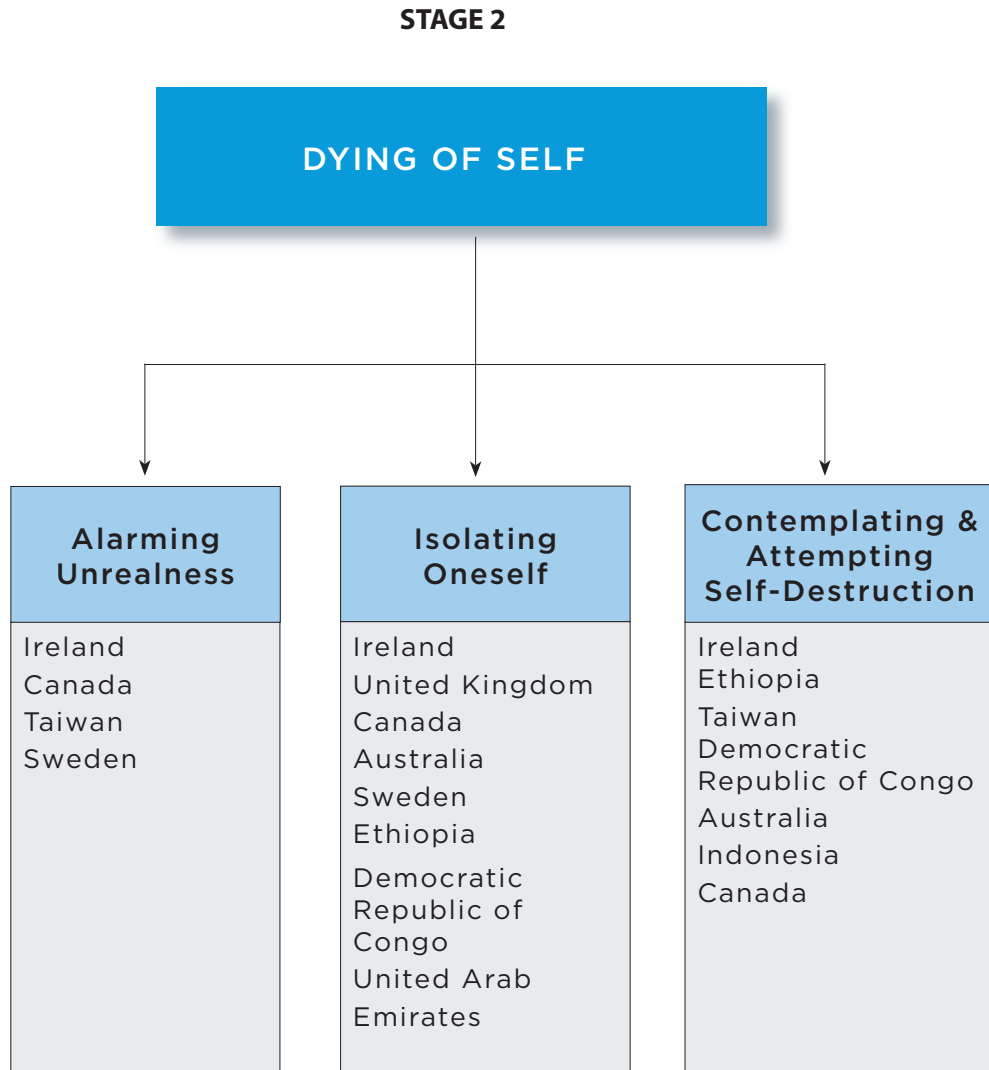 STAGE 2
DYING OF SELF
Alarming
Unrealness
Ireland
Canada
Taiwan
Sweden
Isolating
Oneself
Ireland
United Kingdom
Canada
Australia
Sweden
Ethiopia
Democratic
Republic of
Congo
United Arab
Emirates
Contemplating &
Attempting
Self-Destruction
Ireland
Ethiopia
Taiwan
Democratic
Republic of Congo
Australia
Indonesia
Canada